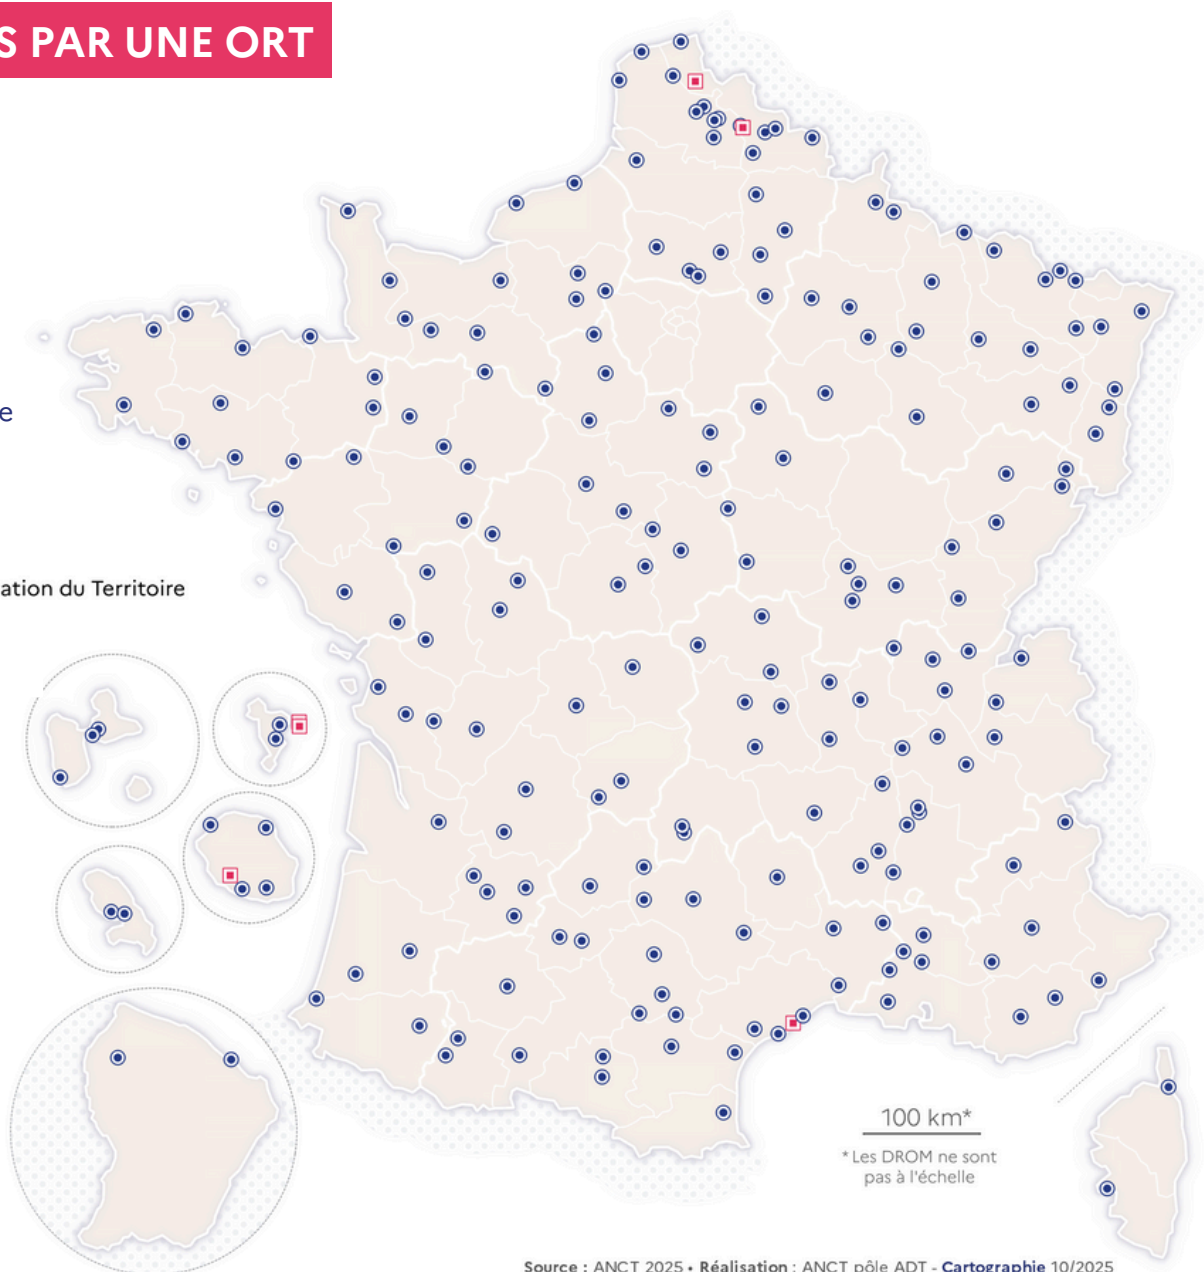 S PAR UNE ORT
e
ation du Territoire
100 km*
* Les DROM ne sont
pas à l'échelle
Source : ANCT 2025 • Réalisation : ANCT pôle ADT - Cartographie 10/2025